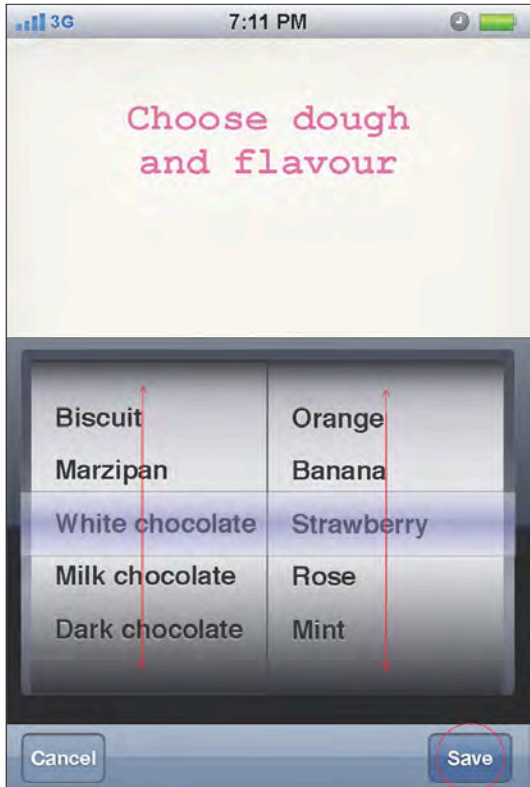 3G 7:11 PM
Choose dough
and flavour
Biscuit Orange
Marzipan Banana
White chocolate Strawberry
Milk chocolate Rose
Dark chocolate Mint
Cancel Save